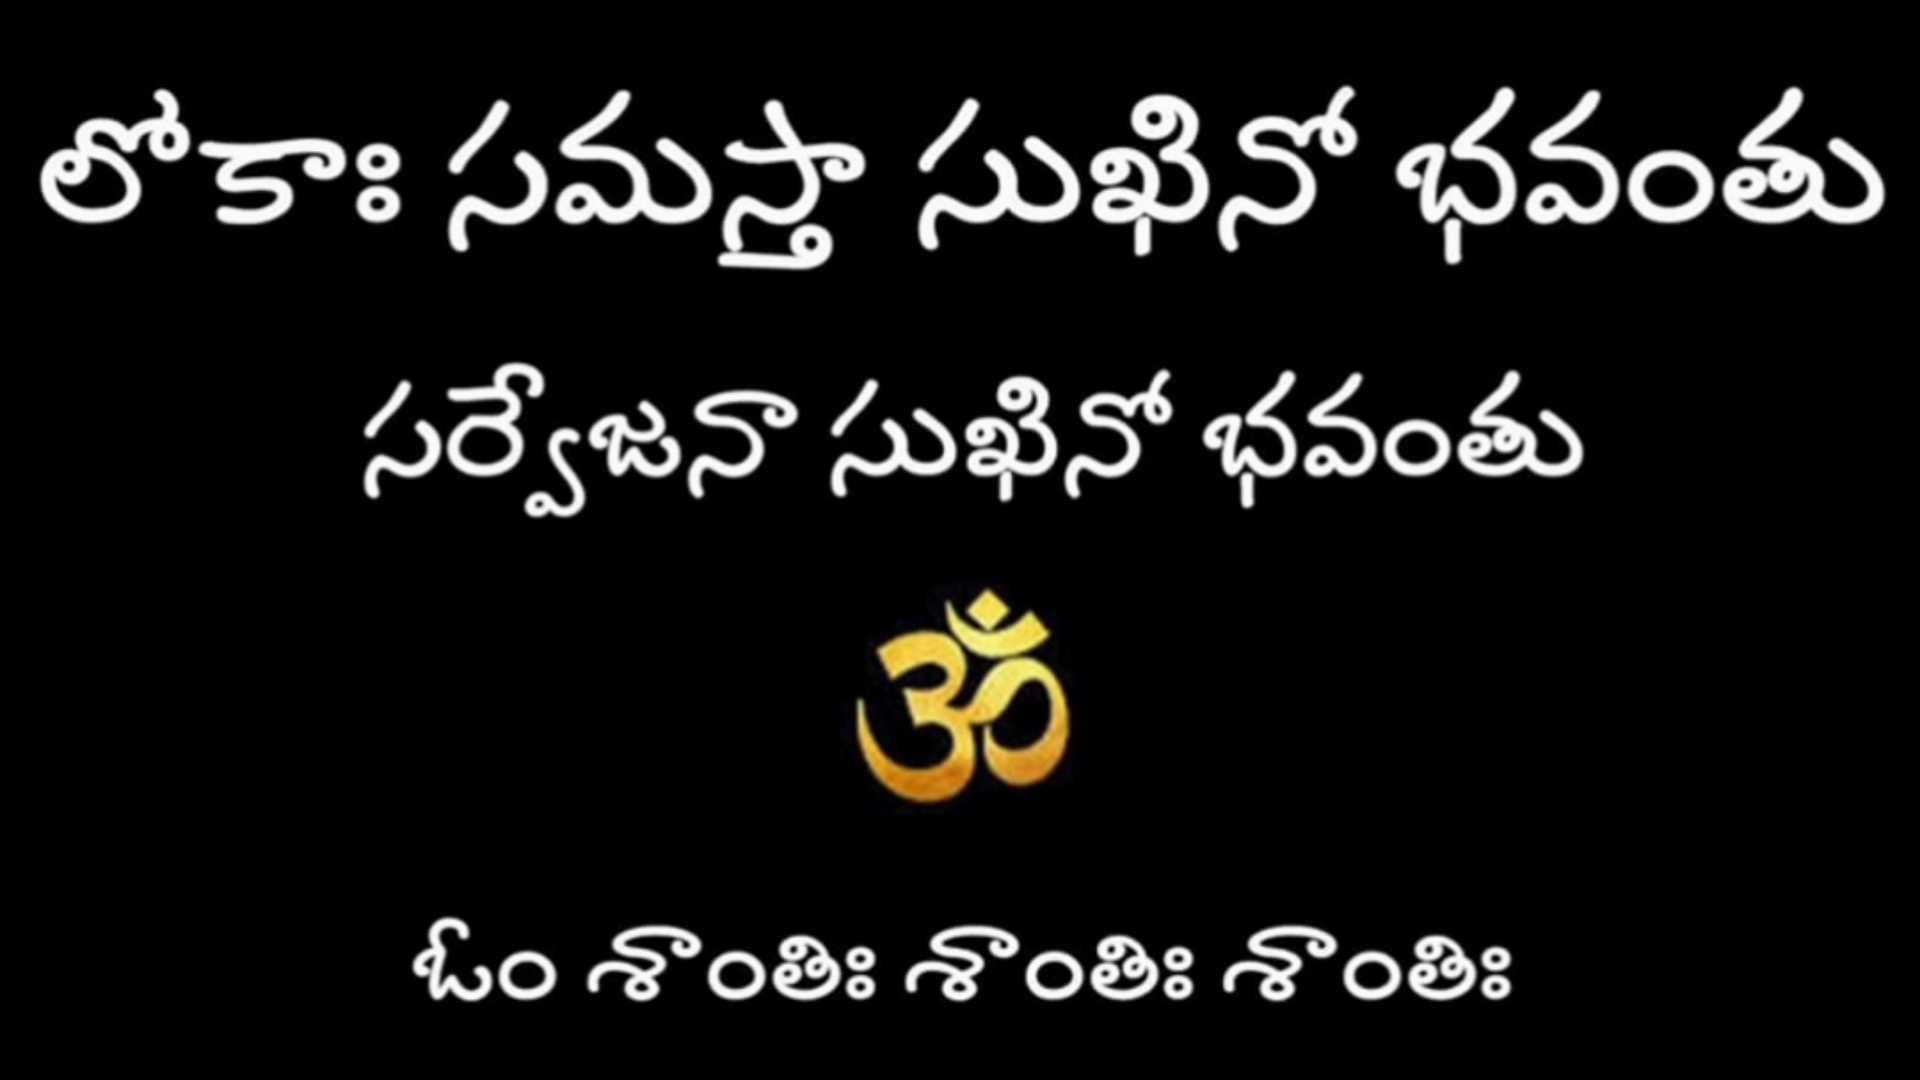 లోకాః సమస్తా సుఖినో భవంతు
సర్వేజనా సుఖినో భవంతు
ॐ
ఓం శాంతిః శాంతిః శాంతిః